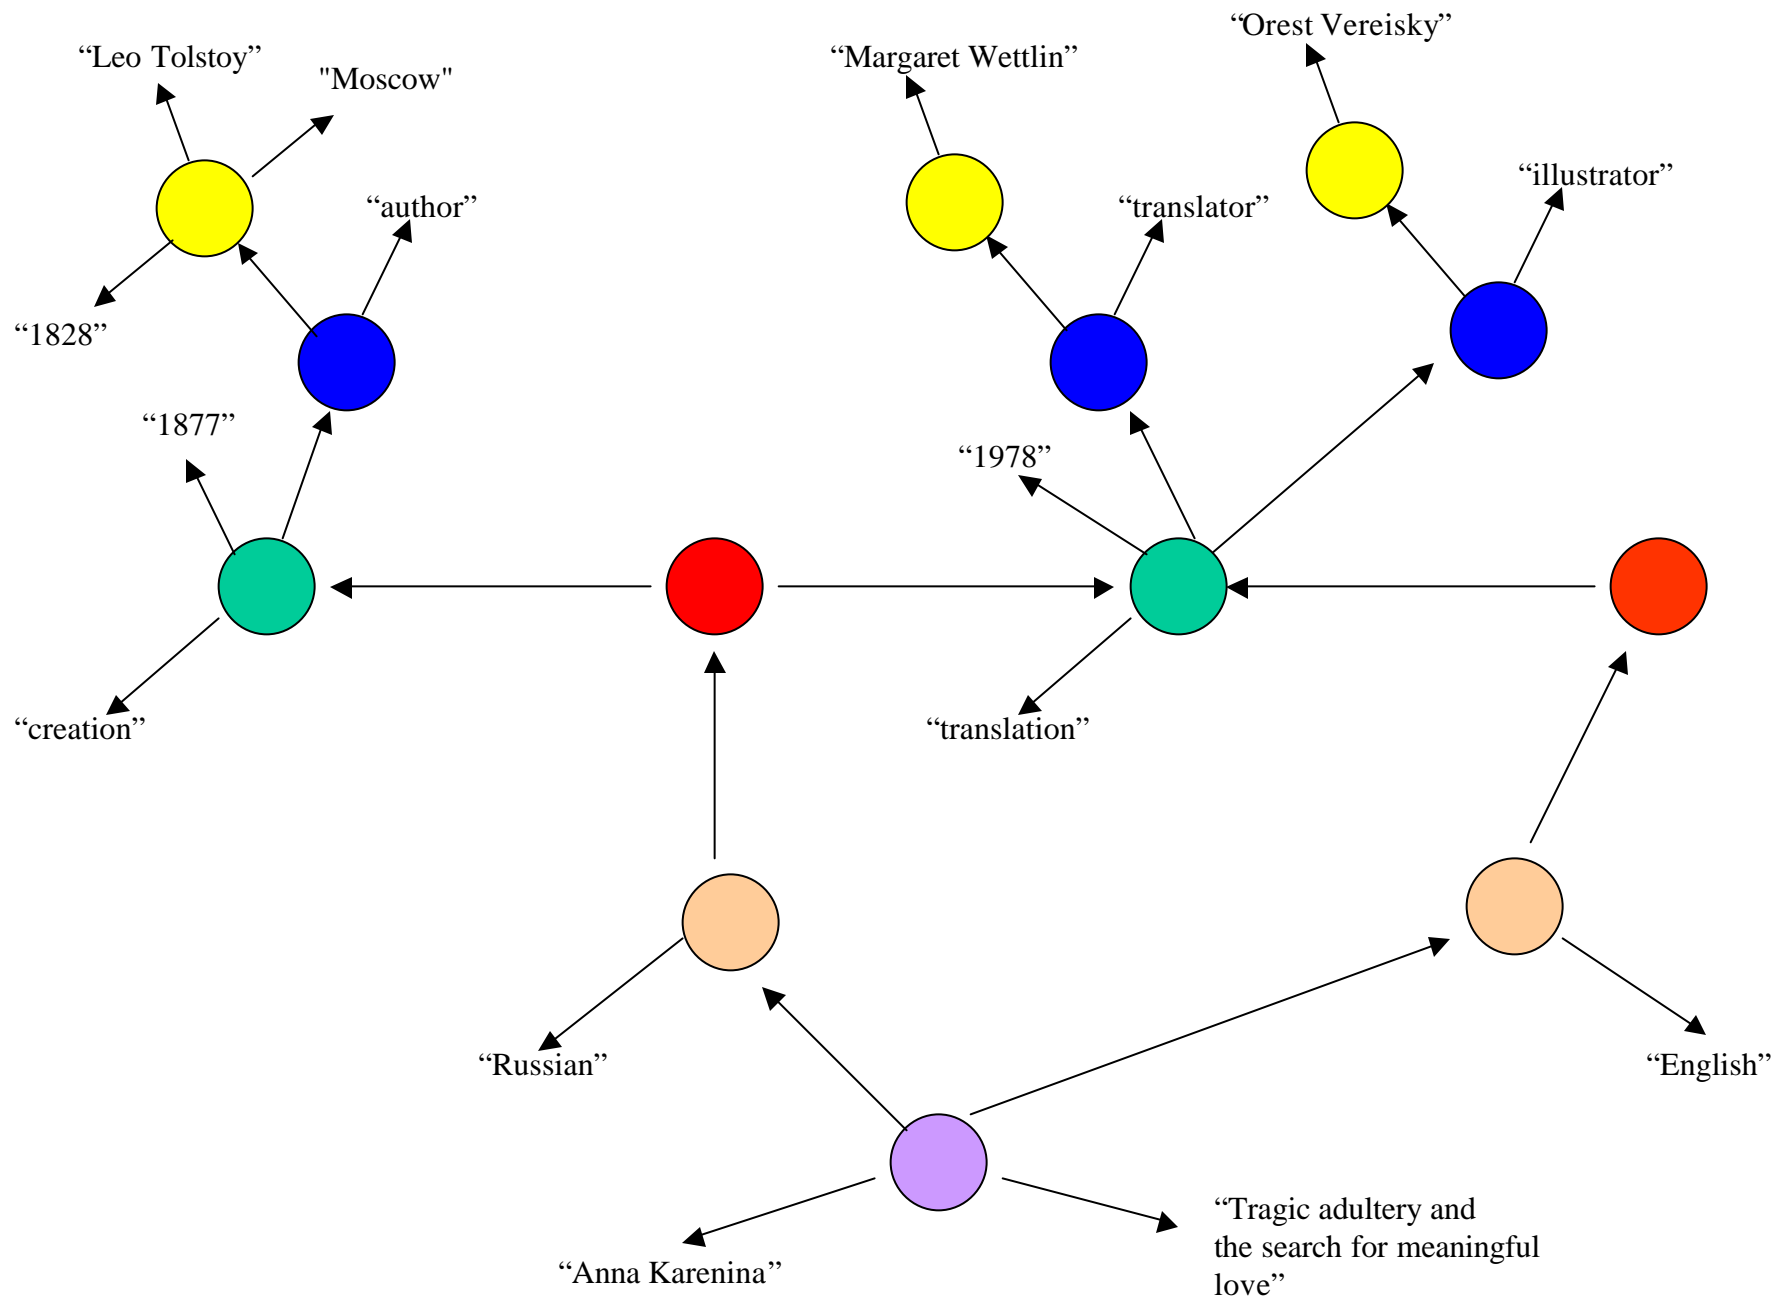 “Orest Vereisky”
“Leo Tolstoy”
“Margaret Wettlin”
"Moscow"
“illustrator”
“author”
“translator”
“1828”
“1877”
“1978”
“creation”
“translation”
“Russian”
“English”
“Tragic adultery and
the search for meaningful
love”
“Anna Karenina”